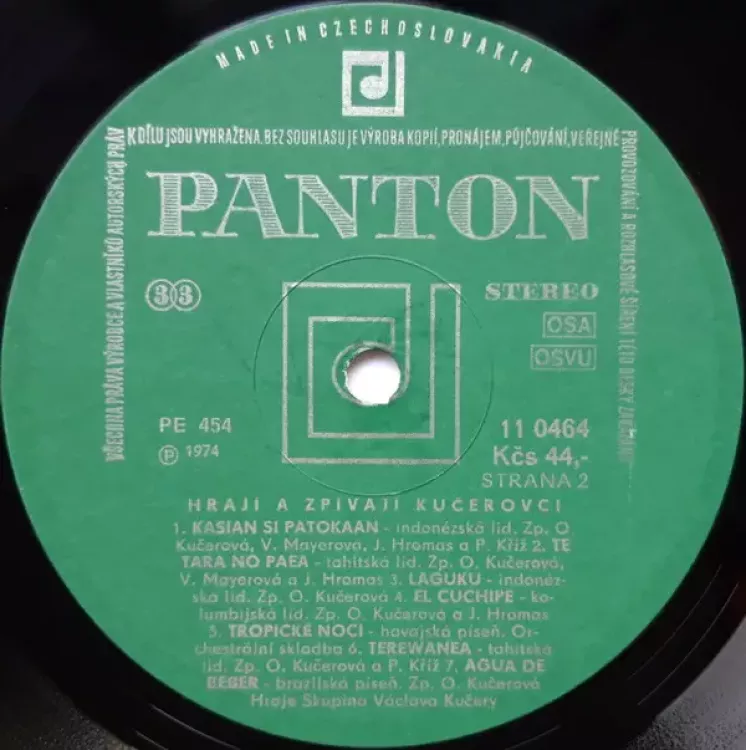 MADE IN CZECHOSLOVAKIA
VŠECHNA PRÁVA VÝROBCE A VLASTNÍKŮ AUTORSKÝCH PRÁV
K DÍLU JSOU VYHRAŽENA. BEZ SOUHLASU JE VÝROBA KOPIÍ, PRONÁJEM, PŮJČOVÁNÍ, VEŘEJNÉ
PROVOZOVÁNÍ A ROZHLASOVÉ ŠÍŘENÍ TÉTO DESKY
PANTON
33
STEREO
OSA
OSVU
PE 454
Ⓟ 1974
11 0464
Kčs 44,-
STRANA 2
HRAJÍ A ZPÍVAJÍ KUČEROVCI
1. KASIAN SI PATOKAAN - indonézská lid. Zp. O
Kučerová, V. Mayerová, J. Hromas a P. Kříž 2. TE
TARA NO PAEA - tahitská lid. Zp. O. Kučerová,
V. Mayerová a J. Hromas 3. LAGUKU - indoné-
zská lid. Zp. O. Kučerová 4. EL CUCHIPE - ko-
lumbijská lid. Zp. O. Kučerová a J. Hromas
5. TROPICKÉ NOCI - havajská píseň. Or-
chestrální skladba 6. TEREWANEA - tahitská
lid. Zp. O. Kučerová a P. Kříž 7. AGUA DE
BEBER - brazilská píseň. Zp. O. Kučerová
Hraje Skupina Václava Kučery